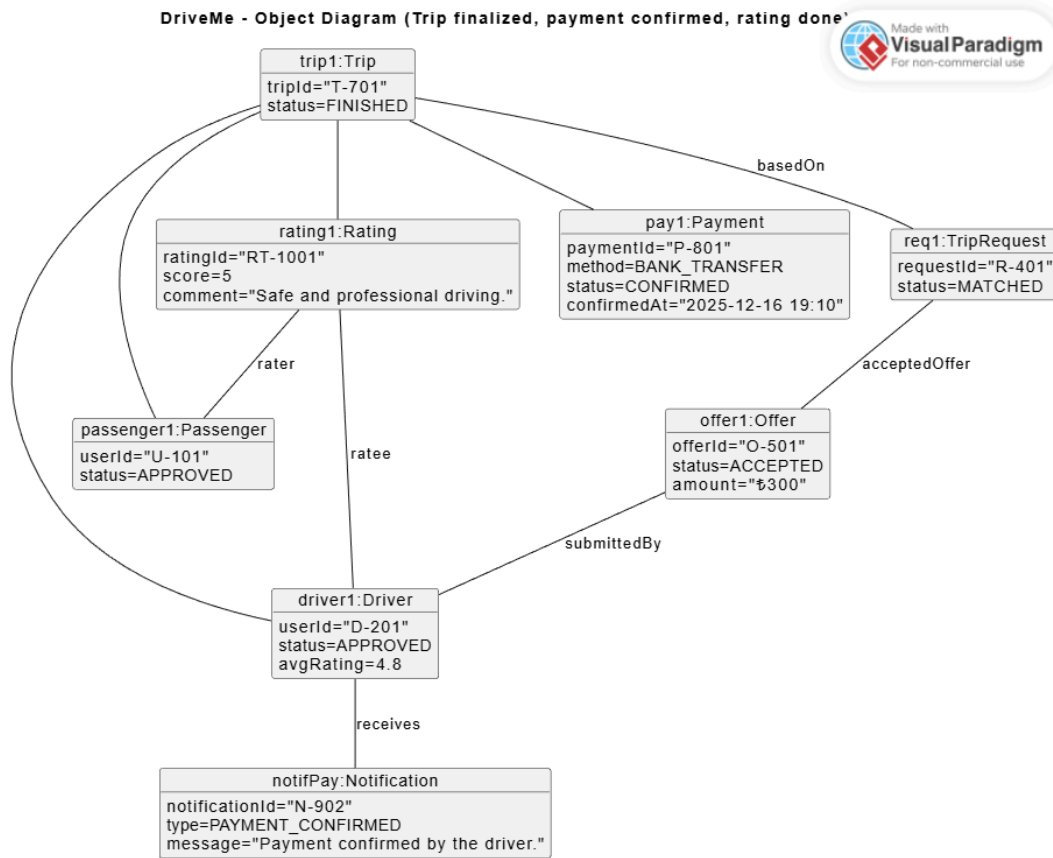 DriveMe - Object Diagram (Trip finalized, payment confirmed, rating done)
Made with
VisualParadigm
For non-commercial use
trip1:Trip
tripId="T-701"
status=FINISHED
basedOn
rating1:Rating
ratingId="RT-1001"
score=5
comment="Safe and professional driving."
pay1:Payment
paymentId="P-801"
method=BANK_TRANSFER
status=CONFIRMED
confirmedAt="2025-12-16 19:10"
req1:TripRequest
requestId="R-401"
status=MATCHED
rater
acceptedOffer
passenger1:Passenger
userId="U-101"
status=APPROVED
ratee
offer1:Offer
offerId="O-501"
status=ACCEPTED
amount="₺300"
submittedBy
driver1:Driver
userId="D-201"
status=APPROVED
avgRating=4.8
receives
notifPay:Notification
notificationId="N-902"
type=PAYMENT_CONFIRMED
message="Payment confirmed by the driver."